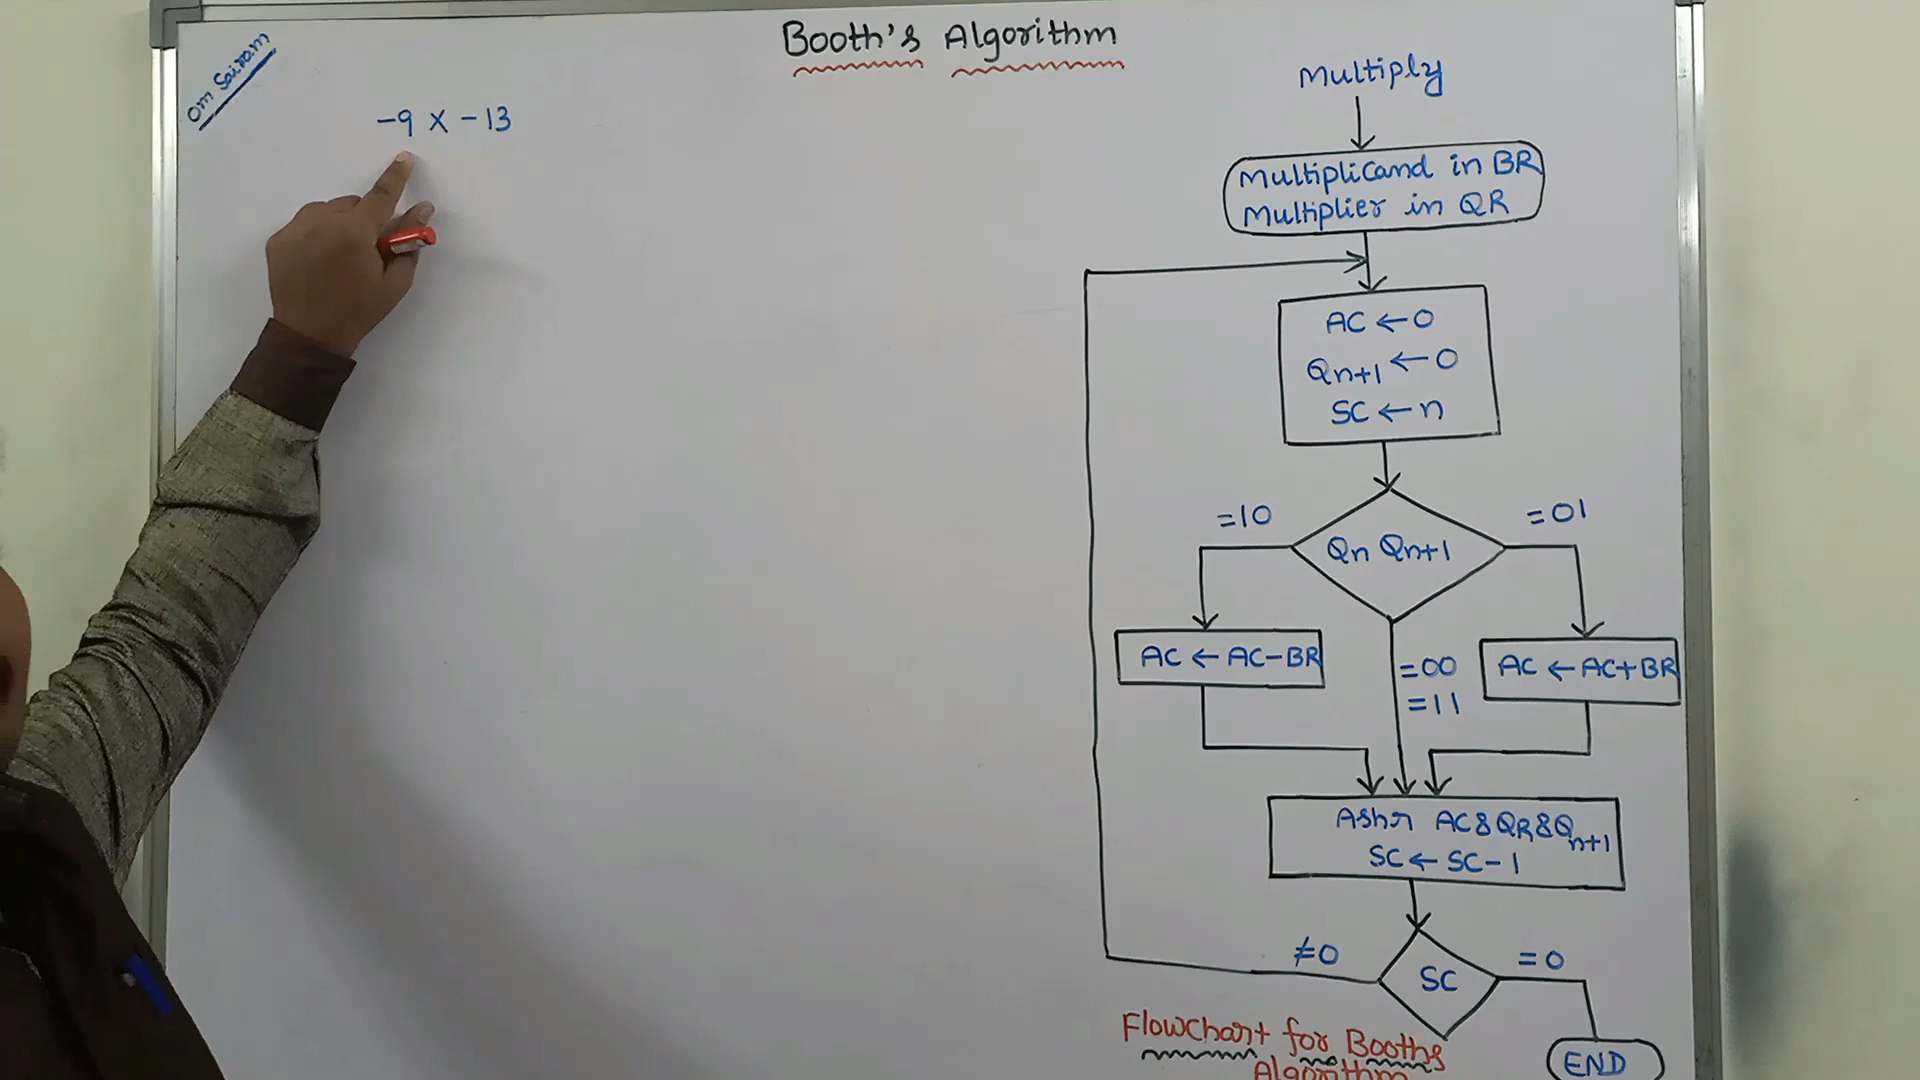 Om Sairam
Booth's Algorithm
-9 X -13
Multiply
Multiplicand in BR
Multiplier in QR
AC ← 0
Qn+1 ← 0
SC ← n
=10
Qn Qn+1
=01
AC ← AC-BR
=00
=11
AC ← AC+BR
Ashr AC&QR&Qn+1
SC ← SC-1
≠0
SC
=0
END
Flowchart for Booths
Algorithm